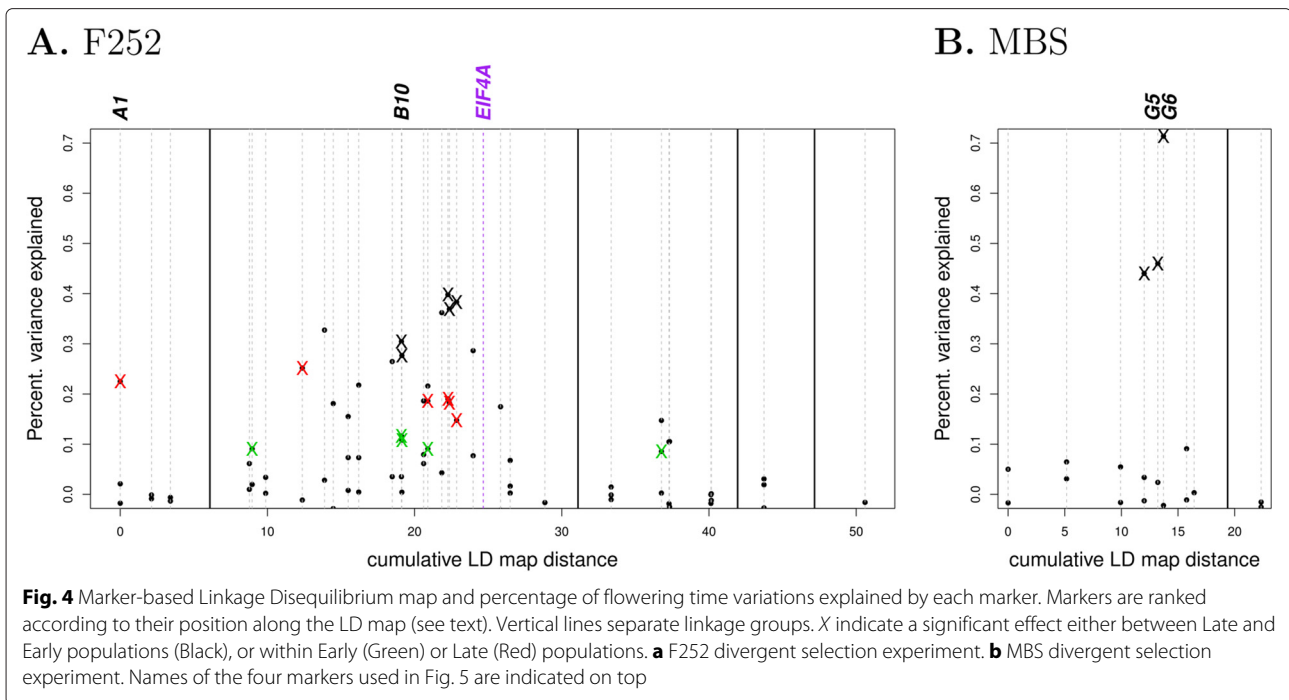 A. F252
B. MBS
A1
B10
EIF4A
G5
G6
Percent. variance explained
0.7
0.6
0.5
0.4
0.3
0.2
0.1
0.0
0 10 20 30 40 50
cumulative LD map distance
Percent. variance explained
0.7
0.6
0.5
0.4
0.3
0.2
0.1
0.0
0 5 10 15 20
cumulative LD map distance
Fig. 4 Marker-based Linkage Disequilibrium map and percentage of flowering time variations explained by each marker. Markers are ranked
according to their position along the LD map (see text). Vertical lines separate linkage groups. X indicate a significant effect either between Late and
Early populations (Black), or within Early (Green) or Late (Red) populations. a F252 divergent selection experiment. b MBS divergent selection
experiment. Names of the four markers used in Fig. 5 are indicated on top